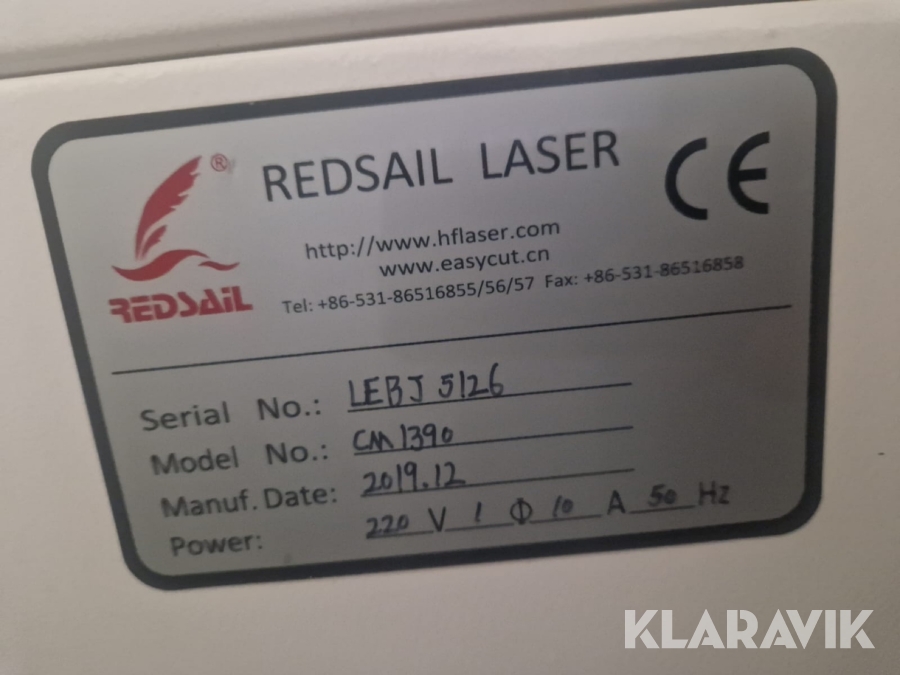 REDSAIL LASER
CE
®
REDSAIL
http://www.hflaser.com
www.easycut.cn
Tel: +86-531-86516855/56/57 Fax: +86-531-86516858
Serial No.: LEBJ 5126
Model No.: CM1390
Manuf. Date: 2019.12
Power: 220 V 1 Φ 10 A 50 Hz
KLARAVIK